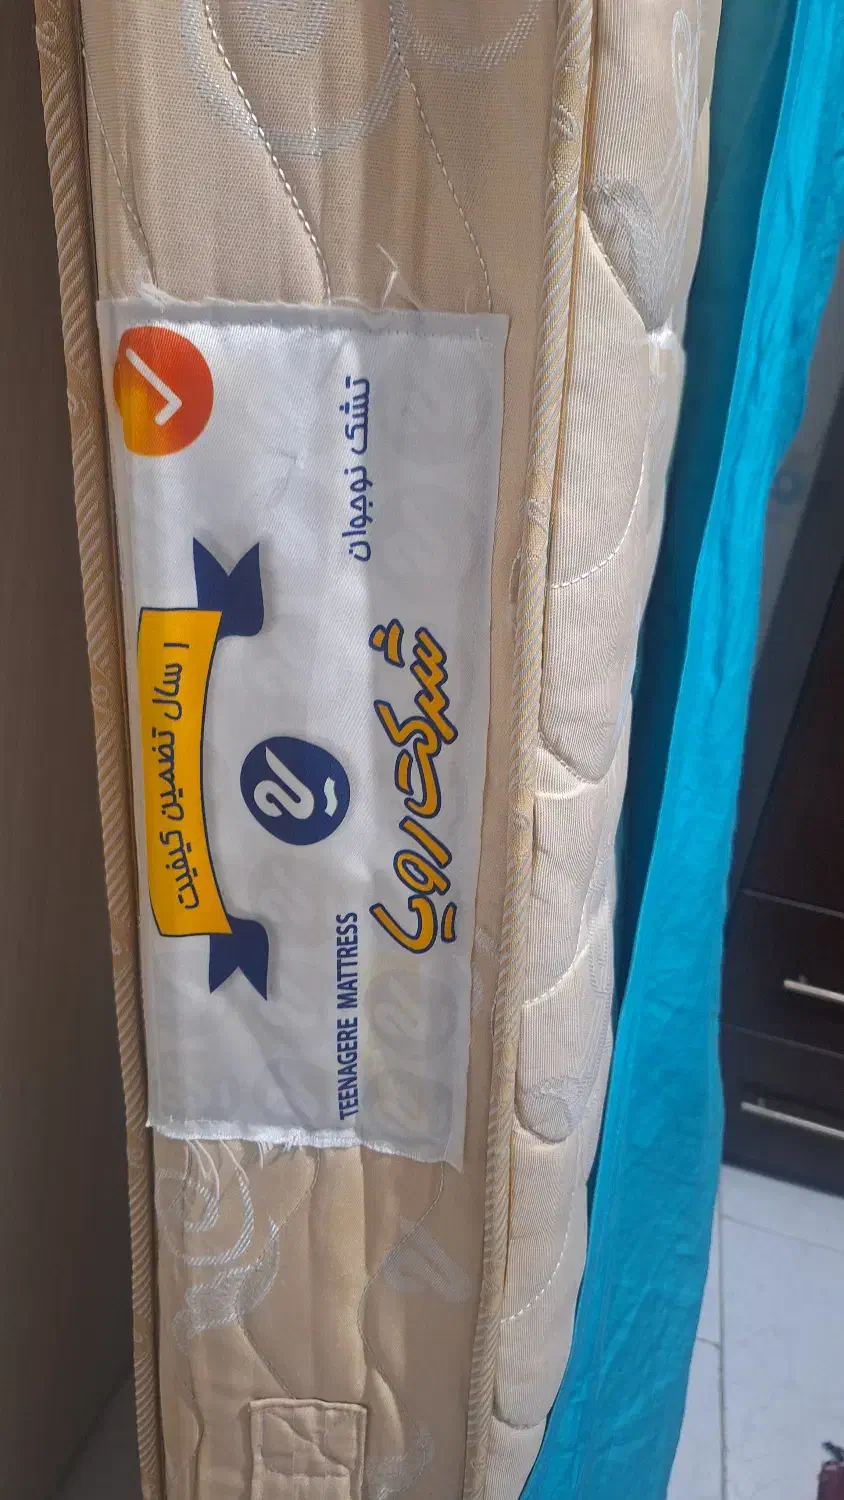 تشک نوجوان
شرکت رویا
TEENAGERE MATTRESS
۱ سال تضمین کیفیت